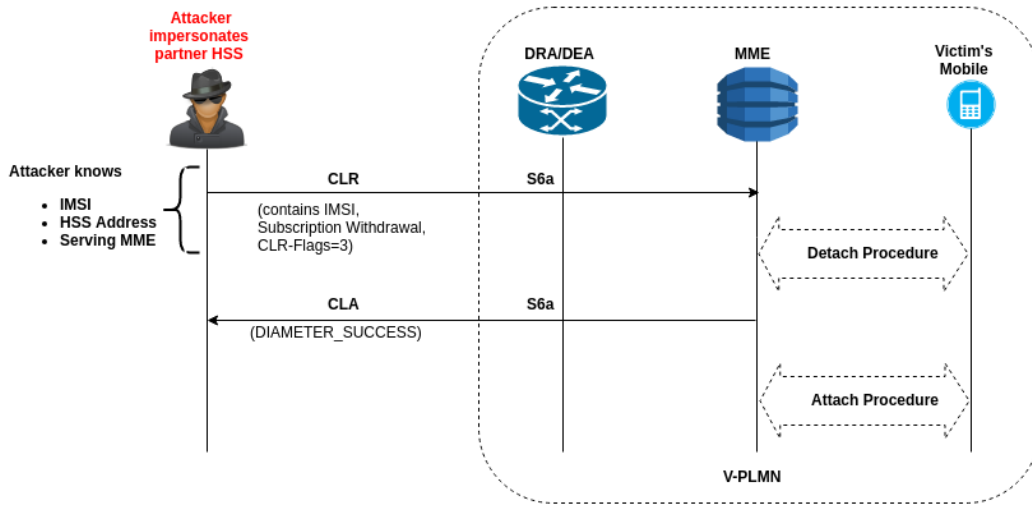 Attacker
impersonates
partner HSS
DRA/DEA
MME
Victim's
Mobile
Attacker knows
• IMSI
• HSS Address
• Serving MME
CLR
S6a
(contains IMSI,
Subscription Withdrawal,
CLR-Flags=3)
Detach Procedure
CLA
S6a
(DIAMETER_SUCCESS)
Attach Procedure
V-PLMN